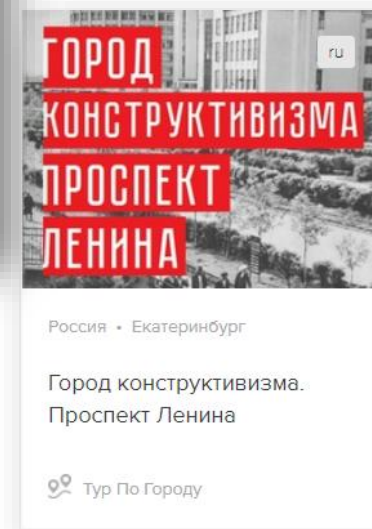 ГОРОД
ru
КОНСТРУКТИВИЗМА
ПРОСПЕКТ
ЛЕНИНА
Россия • Екатеринбург
Город конструктивизма.
Проспект Ленина
Тур По Городу